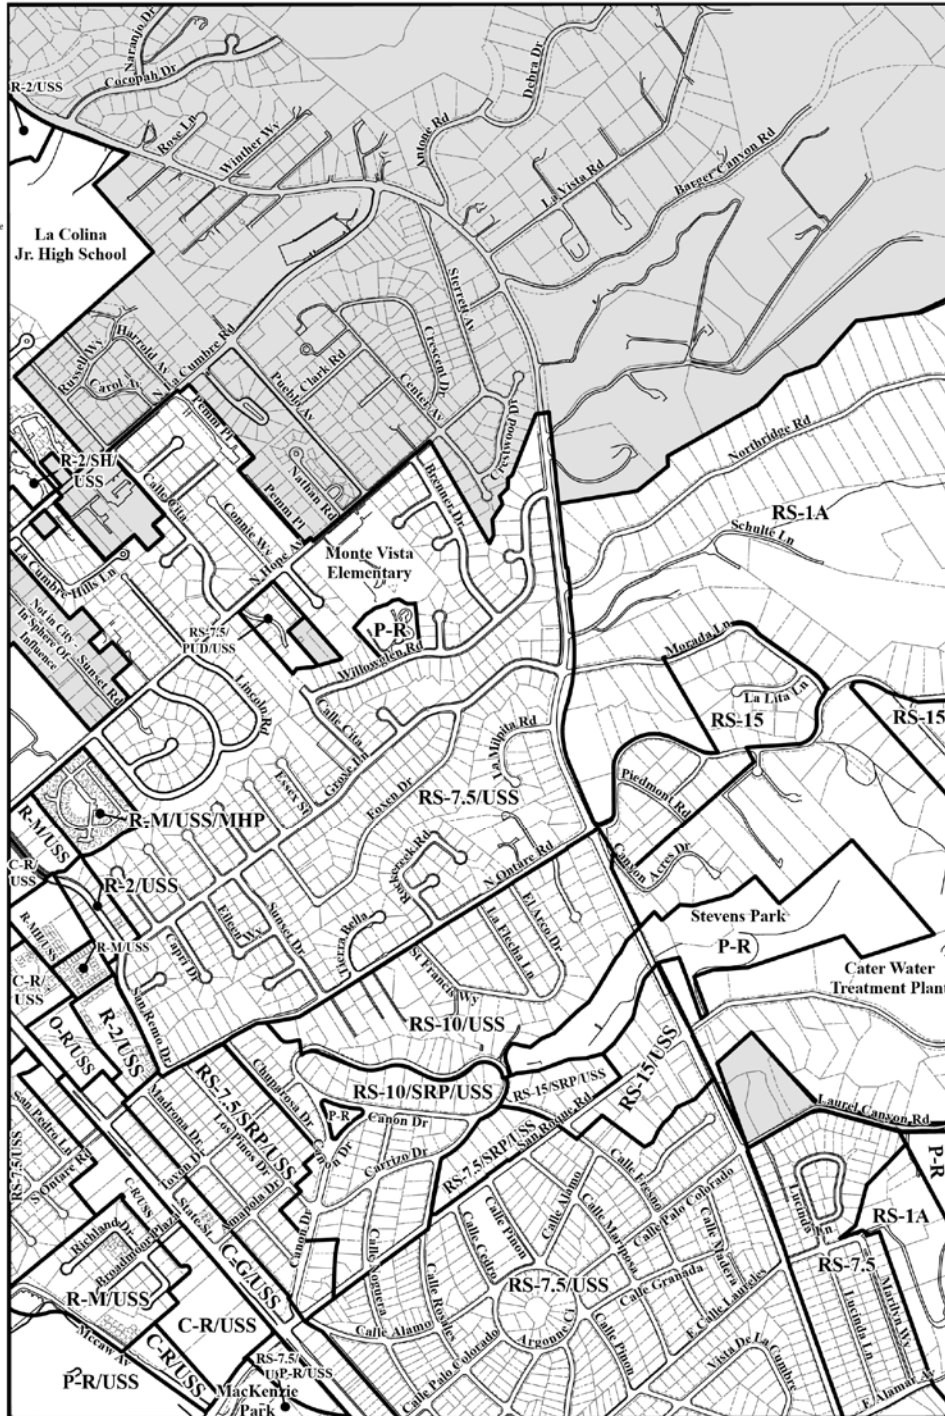 Naranjo Dr
Cocopah Dr
R-2/USS
Rose Ln
Winther Wy
Antone Rd
Debra Dr
La Vista Rd
Barger Canyon Rd
La Colina
Jr. High School
Sterrett Av
Russell Wy
Harrold Av
Carol Av
N La Cumbre Rd
Clark Rd
Pueblo Av
Crescent Dr
Center Av
Crestwood Dr
Pemm Pl
Nathan Rd
Pemm Pl
Northridge Rd
R-2/SH/
USS
Calle Cita
Connie Wy
N Hope Av
Brenner Dr
RS-1A
Schulte Ln
Monte Vista
Elementary
La Cumbre Hills Ln
Not in City -
In Sphere Of
Influence
Sunset Rd
RS-7.5/
PUD/USS
P-R
Willowglen Rd
Morada Ln
La Lita Ln
Lincoln Rd
Calle Cita
RS-15
RS-15
La Milpita Rd
Grove Ln
Essex St
Foxen Dr
RS-7.5/USS
Piedmont Rd
R-M/USS
R-M/USS/MHP
C-R/
USS
R-2/USS
Rockcreek Rd
N Ontare Rd
Canyon
Acres Dr
R-MH/USS
R-M/USS
Eileen Wy
Sunset Dr
Capri Dr
Tierra Bella
El Arco Dr
La Flecha Ln
St Francis Wy
Stevens Park
P-R
Cater Water
Treatment Plant
C-R/
USS
O-R/USS
R-2/USS
San Remo Dr
RS-10/USS
RS-7.5/SRP/USS
Chuparosa Dr
RS-10/SRP/USS
RS-15/SRP/USS
RS-15/USS
San Roque Rd
Laurel Canyon Rd
P-R
Canon Dr
Canon Dr
Carrizo Dr
RS-7.5/SRP/USS
P-R
San Pedro Ln
RS-7.5/USS
S Ontare Rd
Madrona Dr
Los Pinos Dr
Toyon Dr
Amapola Dr
State St
C-R/USS
Calle Fresno
Calle Palo Colorado
Calle Alamo
Calle Mariposa
Calle Madera
Lucinda Ln
RS-1A
Richland Dr
Broadmoor Plaza
Canon Dr
Calle Noguera
Calle Rosales
Calle Cedro
Calle Pinon
RS-7.5/USS
Calle Granada
E Calle Laureles
RS-7.5
C-G/USS
R-M/USS
C-R/USS
C-R/USS
Mccaw Av
P-R/USS
Calle Alamo
Calle Palo Colorado
Argonne Ci
Calle Pinon
Vista De La Cumbre
Lucinda Ln
Marilyn Wy
E Alamar Av
RS-7.5/
P-R/USS
MacKenzie
Park